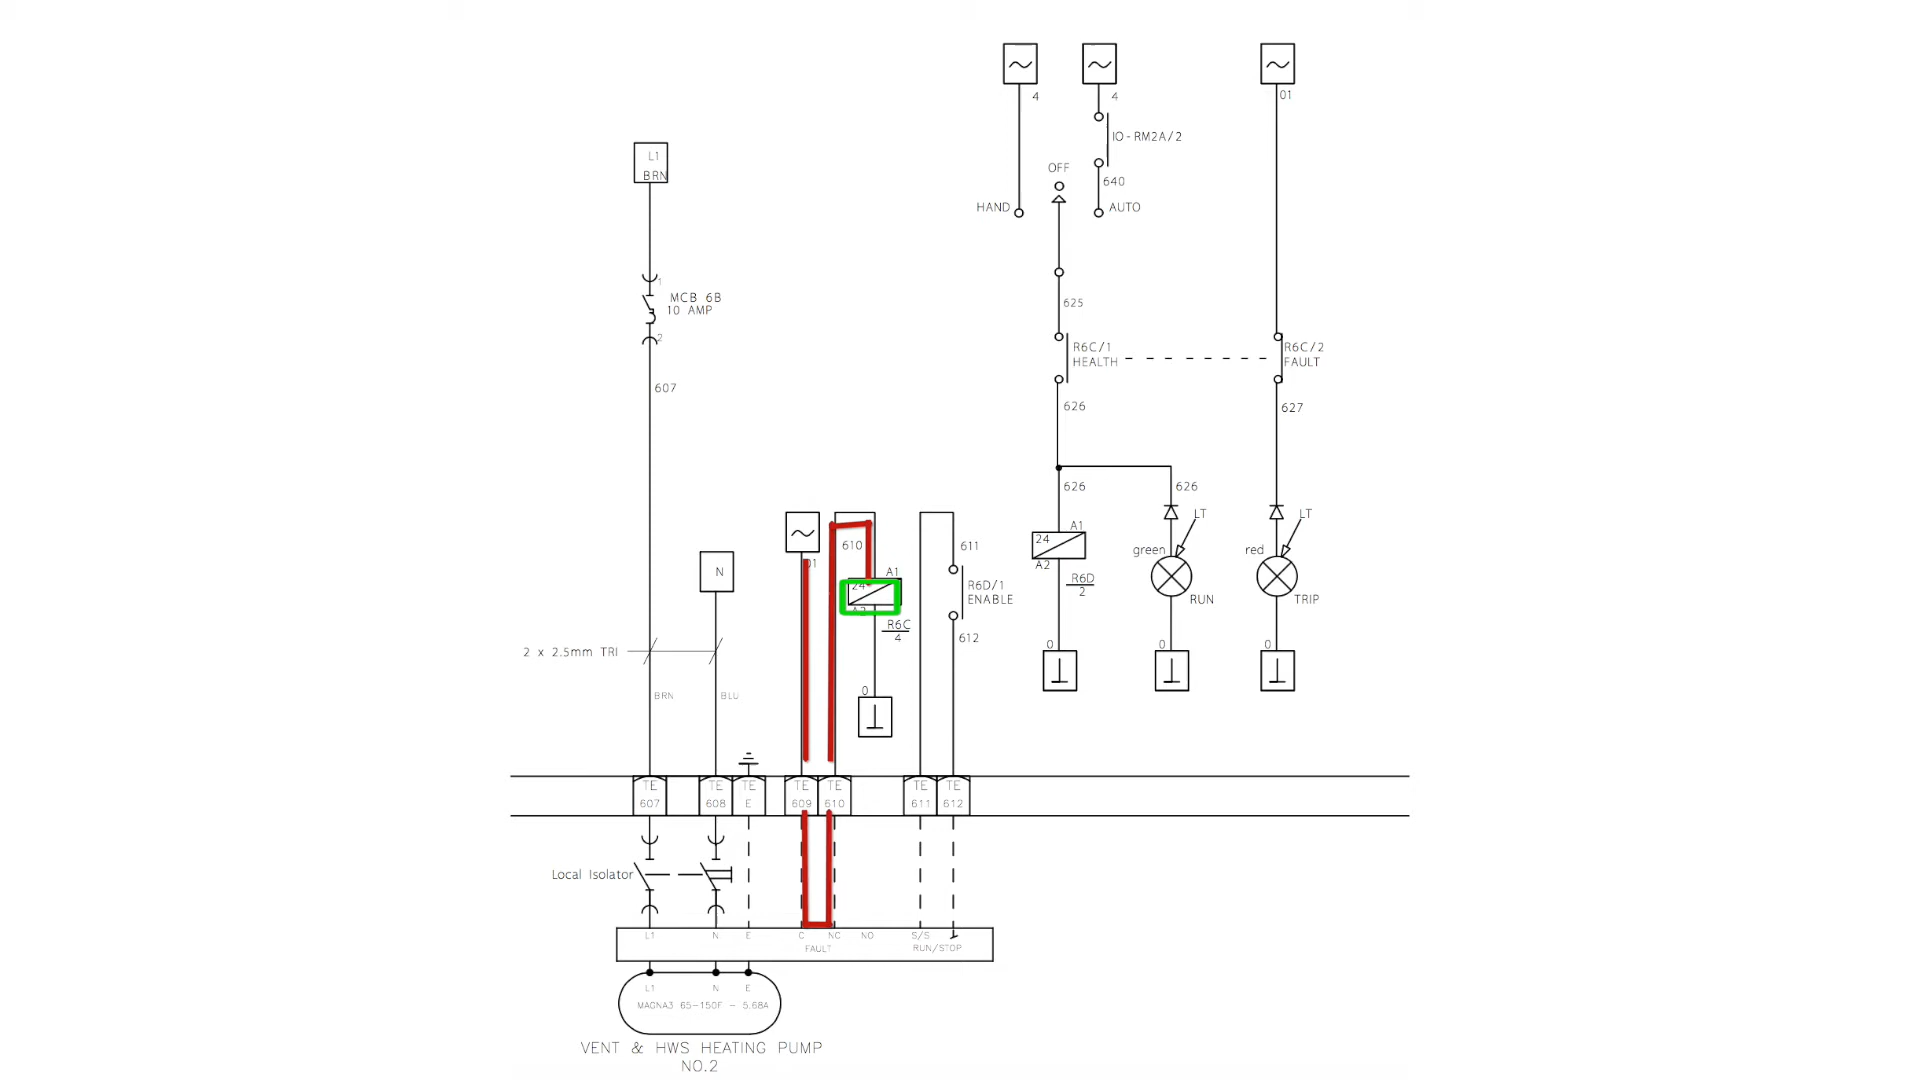 4
4
01
IO-RM2A/2
L1
BRN
OFF
640
HAND
AUTO
1
MCB 6B
10 AMP
2
625
R6C/1
HEALTH
R6C/2
FAULT
607
626
627
626
626
LT
LT
A1
24
A2
R6D
2
green
red
RUN
TRIP
610
611
N
01
A1
24
A2
R6C
4
R6D/1
ENABLE
612
2 x 2.5mm TRI
0
0
0
BRN
BLU
0
TE
TE
TE
TE
TE
TE
TE
607
608
E
609
610
611
612
Local Isolator
L1
N
E
C
NC
NO
S/S
FAULT
RUN/STOP
L1
N
E
MAGNA3 65-150F - 5.68A
VENT & HWS HEATING PUMP
NO.2